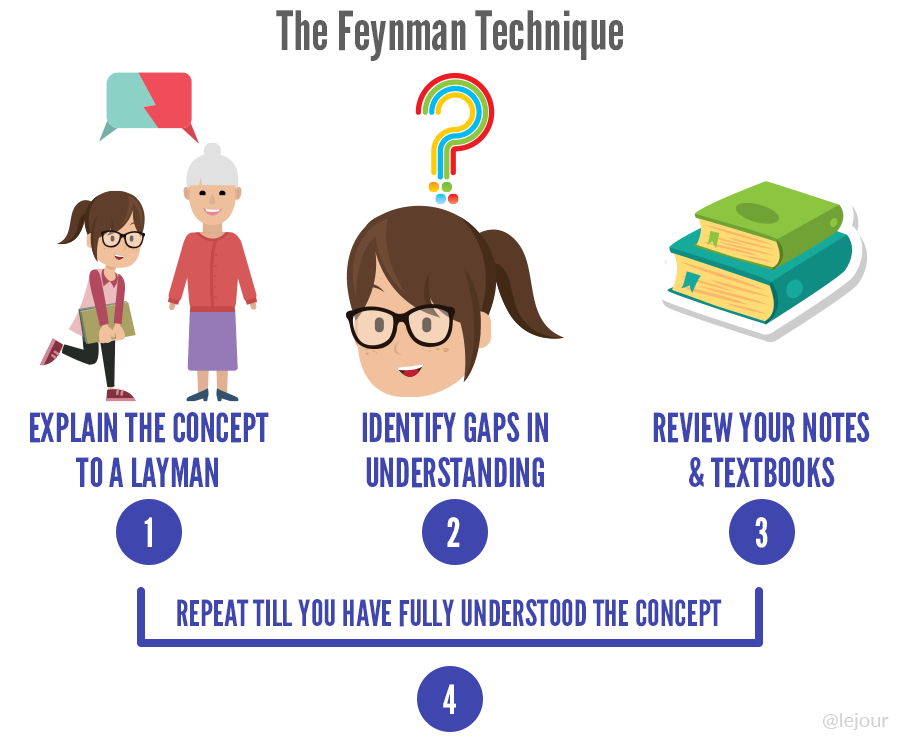 The Feynman Technique
EXPLAIN THE CONCEPT
TO A LAYMAN
1
IDENTIFY GAPS IN
UNDERSTANDING
2
REVIEW YOUR NOTES
& TEXTBOOKS
3
REPEAT TILL YOU HAVE FULLY UNDERSTOOD THE CONCEPT
4
@lejour